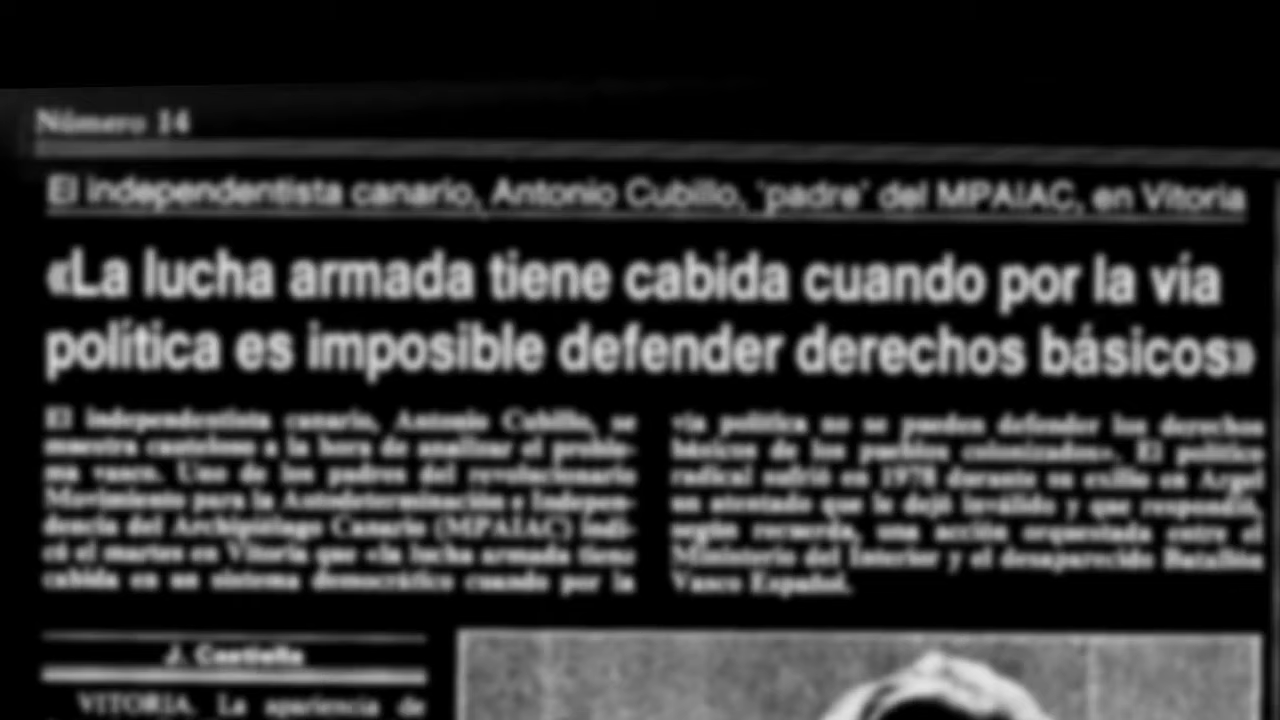 Número 14
El independentista canario, Antonio Cubillo, 'padre' del MPAIAC, en Vitoria
«La lucha armada tiene cabida cuando por la vía
política es imposible defender derechos básicos»
El independentista canario, Antonio Cubillo, se
muestra cauteloso a la hora de analizar el proble-
ma vasco. Uno de los padres del revolucionario
Movimiento para la Autodeterminación e Indepen-
dencia del Archipiélago Canario (MPAIAC) indi-
có el martes en Vitoria que «la lucha armada tiene
cabida en un sistema democrático cuando por la
vía política no se pueden defender los derechos
básicos de los pueblos colonizados». El político
radical sufrió en 1978 durante su exilio en Argel
un atentado que le dejó inválido y que respondió,
según recuerda, una acción orquestada entre el
Ministerio del Interior y el desaparecido Batallón
Vasco Español.
J.
VITORIA. La apariencia de